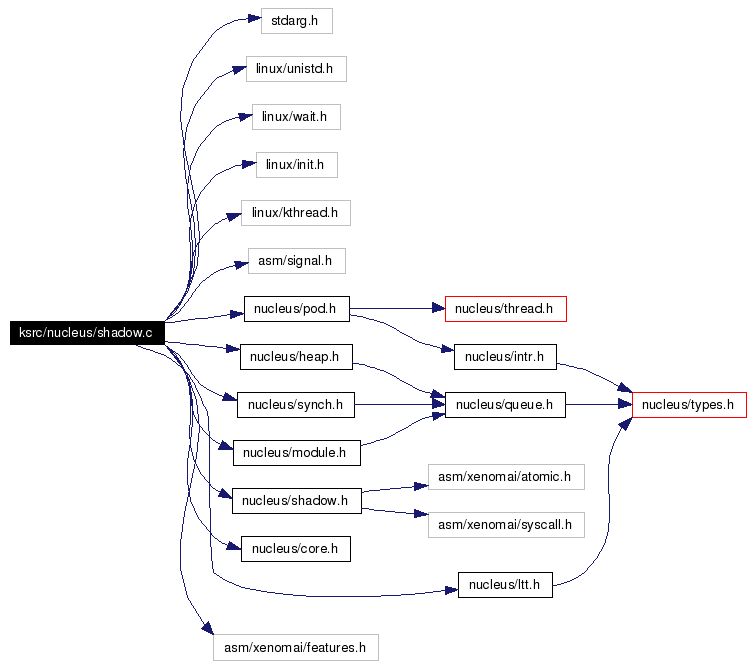 stdarg.h
linux/unistd.h
linux/wait.h
linux/init.h
linux/kthread.h
asm/signal.h
nucleus/pod.h
nucleus/thread.h
ksrc/nucleus/shadow.c
nucleus/heap.h
nucleus/intr.h
nucleus/synch.h
nucleus/queue.h
nucleus/types.h
nucleus/module.h
asm/xenomai/atomic.h
nucleus/shadow.h
asm/xenomai/syscall.h
nucleus/core.h
nucleus/ltt.h
asm/xenomai/features.h